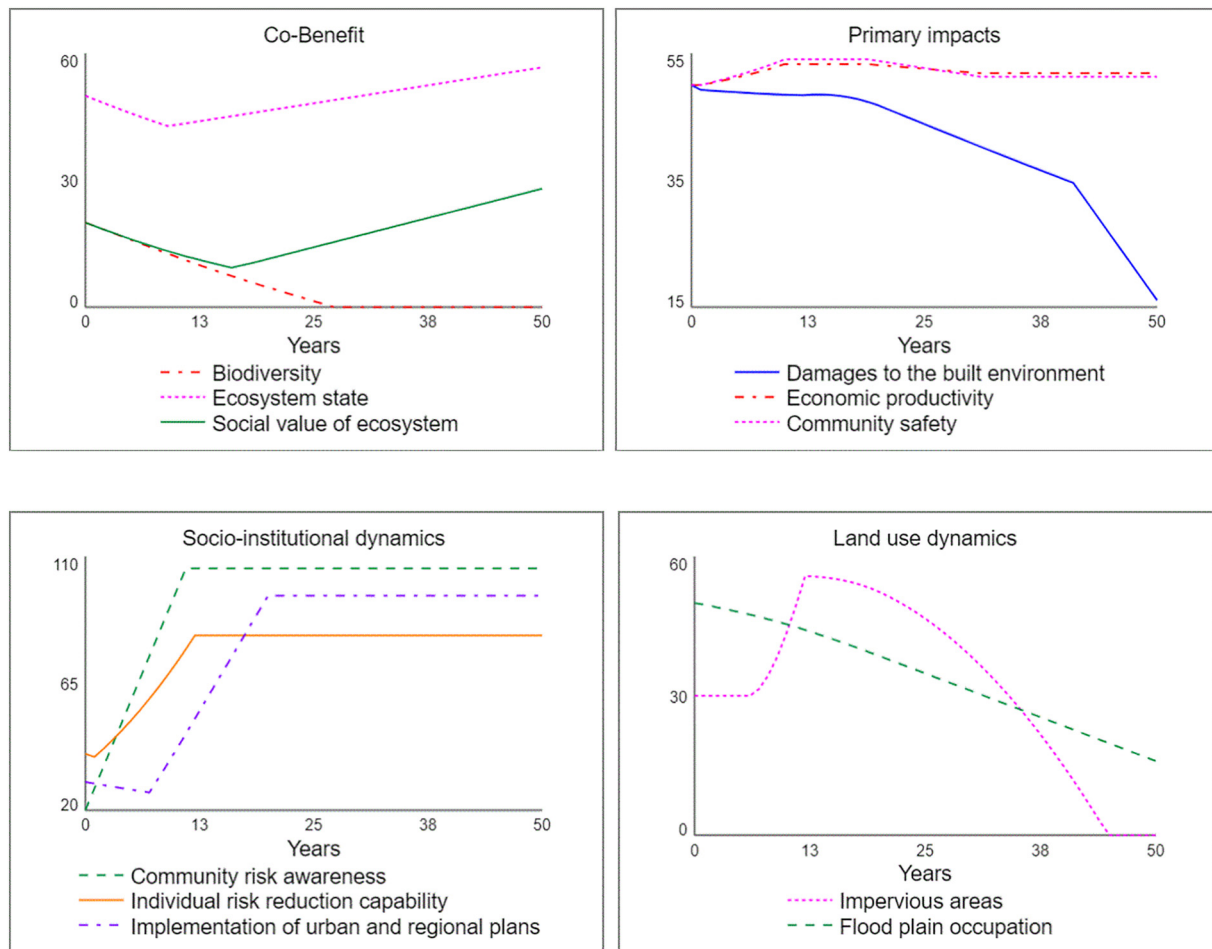 Co-Benefit
60
30
0
0 13 25 38 50
Years
Biodiversity
Ecosystem state
Social value of ecosystem
Primary impacts
55
35
15
0 13 25 38 50
Years
Damages to the built environment
Economic productivity
Community safety
Socio-institutional dynamics
110
65
20
0 13 25 38 50
Years
Community risk awareness
Individual risk reduction capability
Implementation of urban and regional plans
Land use dynamics
60
30
0
0 13 25 38 50
Years
Impervious areas
Flood plain occupation